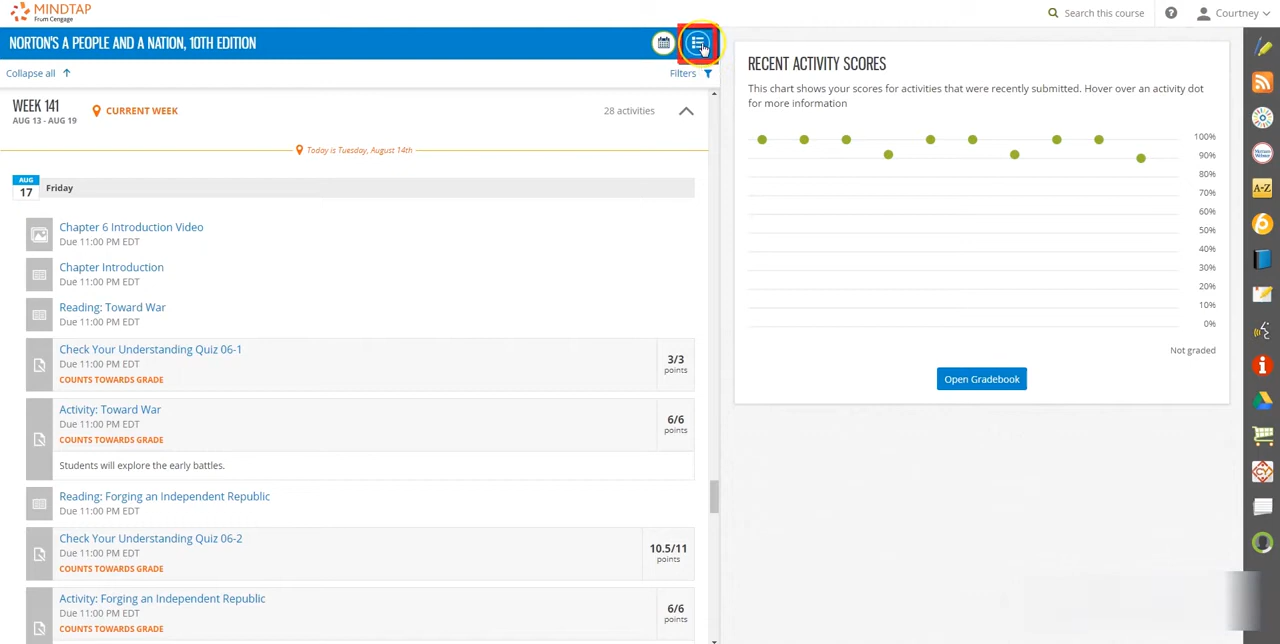 MINDTAP
From Cengage
Search this course
?
Courtney
NORTON'S A PEOPLE AND A NATION, 10TH EDITION
Collapse all
Filters
WEEK 141
AUG 13 - AUG 19
CURRENT WEEK
28 activities
Today is Tuesday, August 14th
AUG
17
Friday
Chapter 6 Introduction Video
Due 11:00 PM EDT
Chapter Introduction
Due 11:00 PM EDT
Reading: Toward War
Due 11:00 PM EDT
Check Your Understanding Quiz 06-1
Due 11:00 PM EDT
COUNTS TOWARDS GRADE
3/3
points
Activity: Toward War
Due 11:00 PM EDT
COUNTS TOWARDS GRADE
6/6
points
Students will explore the early battles.
Reading: Forging an Independent Republic
Due 11:00 PM EDT
Check Your Understanding Quiz 06-2
Due 11:00 PM EDT
COUNTS TOWARDS GRADE
10.5/11
points
Activity: Forging an Independent Republic
Due 11:00 PM EDT
COUNTS TOWARDS GRADE
6/6
points
RECENT ACTIVITY SCORES
This chart shows your scores for activities that were recently submitted. Hover over an activity dot
for more information
100%
90%
80%
70%
60%
50%
40%
30%
20%
10%
0%
Not graded
Open Gradebook
A-Z